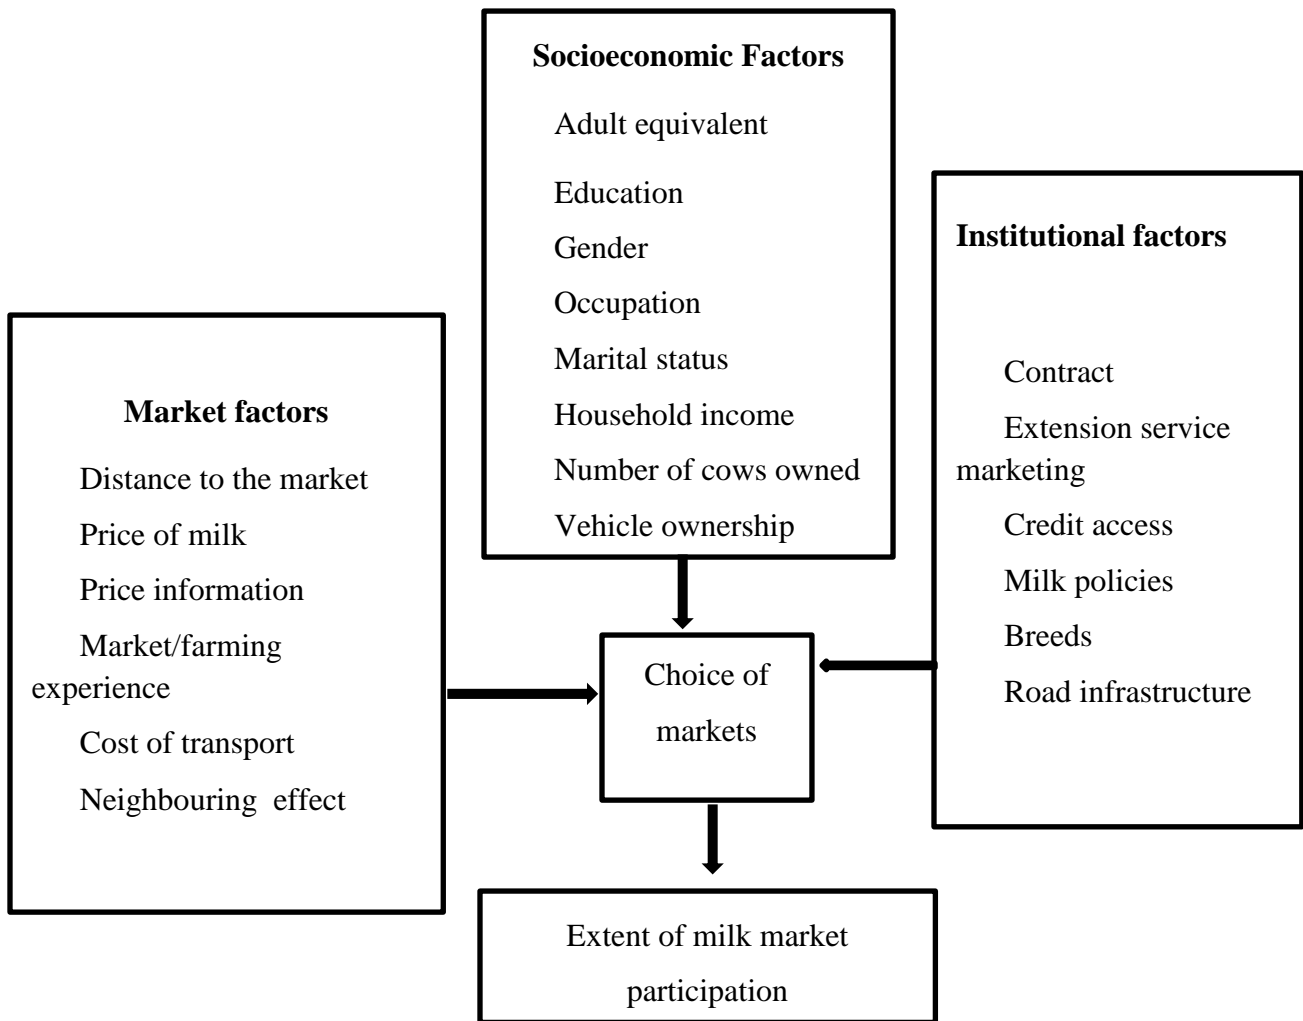 Socioeconomic Factors
Adult equivalent
Education
Gender
Occupation
Marital status
Household income
Number of cows owned
Vehicle ownership
Institutional factors
Contract
Extension service
marketing
Credit access
Milk policies
Breeds
Road infrastructure
Market factors
Distance to the market
Price of milk
Price information
Market/farming
experience
Cost of transport
Neighbouring effect
Choice of
markets
Extent of milk market
participation